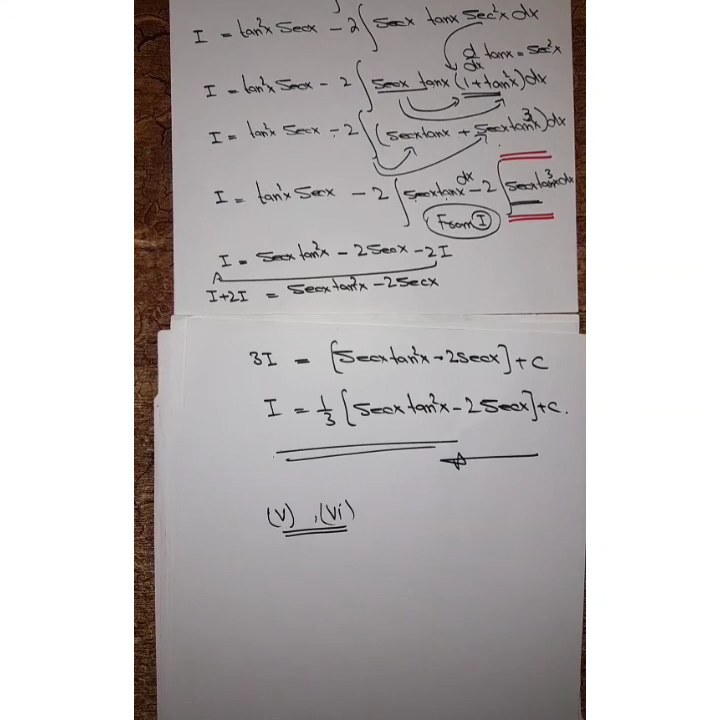 I = tan²x Secx - 2∫ Secx tanx Sec²x dx
d/dx tanx = Sec²x
I = tan²x Secx - 2∫ Secx tanx (1 + tan²x) dx
I = tan²x Secx - 2∫ (Secx tanx + Secx tan³x) dx
I = tan²x Secx - 2∫ Secx tanx dx - 2∫ Secx tan³x dx
From ①
I = Secx tan²x - 2Secx - 2I
I + 2I = Secx tan²x - 2Secx
3I = [Secx tan²x - 2Secx] + C
I = 1/3 [Secx tan²x - 2Secx] + C.
(V) , (Vi)